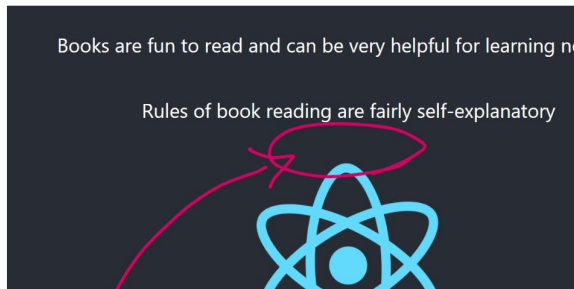 Books are fun to read and can be very helpful for learning
Rules of book reading are fairly self-explanatory